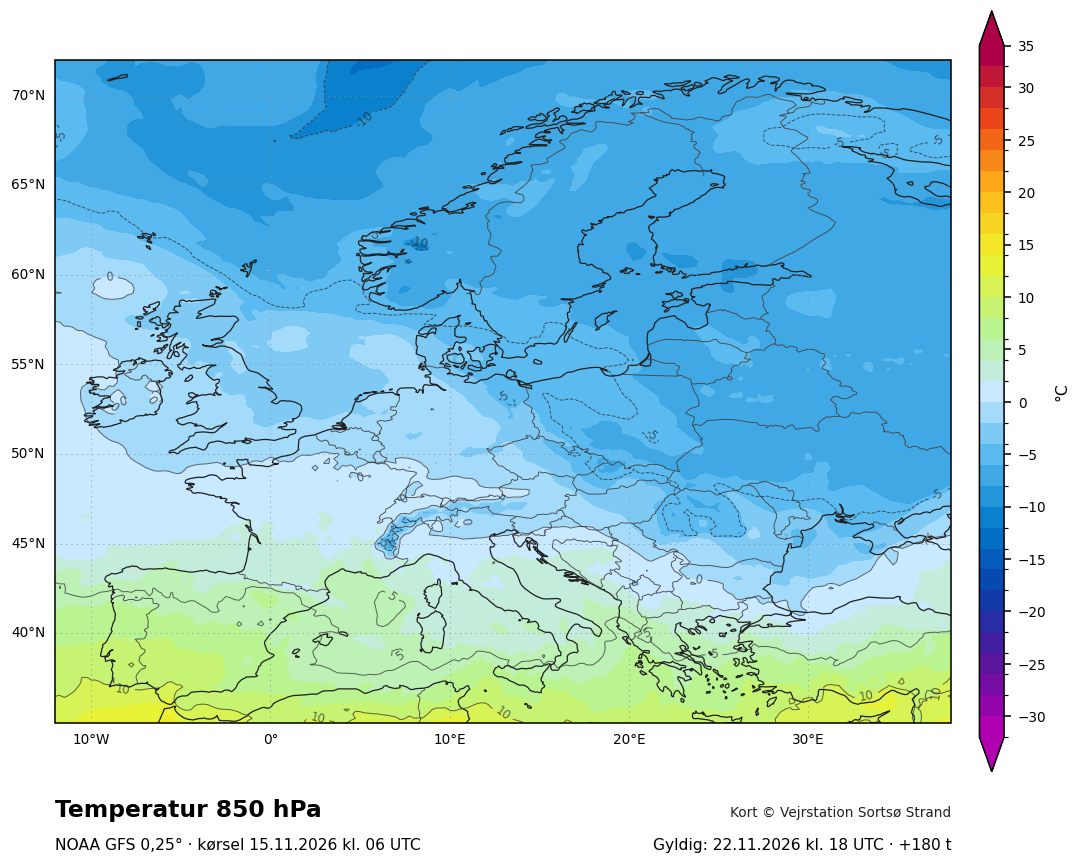 70°N
65°N
60°N
55°N
50°N
45°N
40°N
10°W
0°
10°E
20°E
30°E
35
30
25
20
15
10
5
0
−5
−10
−15
−20
−25
−30
°C
Temperatur 850 hPa
Kort © Vejrstation Sortsø Strand
NOAA GFS 0,25° · kørsel 15.11.2026 kl. 06 UTC
Gyldig: 22.11.2026 kl. 18 UTC · +180 t